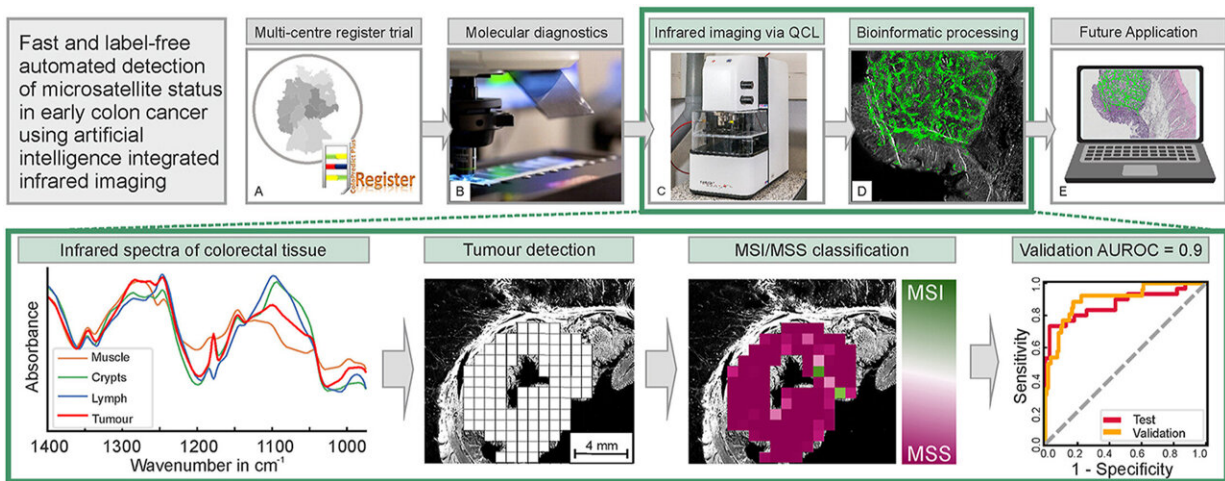 Fast and label-free
automated detection
of microsatellite status
in early colon cancer
using artificial
intelligence integrated
infrared imaging
Multi-centre register trial
A
Register
Molecular diagnostics
B
Infrared imaging via QCL
C
Bioinformatic processing
D
Future Application
E
Infrared spectra of colorectal tissue
Absorbance
Muscle
Crypts
Lymph
Tumour
1400 1300 1200 1100 1000
Wavenumber in cm⁻¹
Tumour detection
4 mm
MSI/MSS classification
MSI
MSS
Validation AUROC = 0.9
Sensitivity
1.0
0.8
0.6
0.4
0.2
0.0
Test
Validation
0.0 0.2 0.4 0.6 0.8 1.0
1 - Specificity